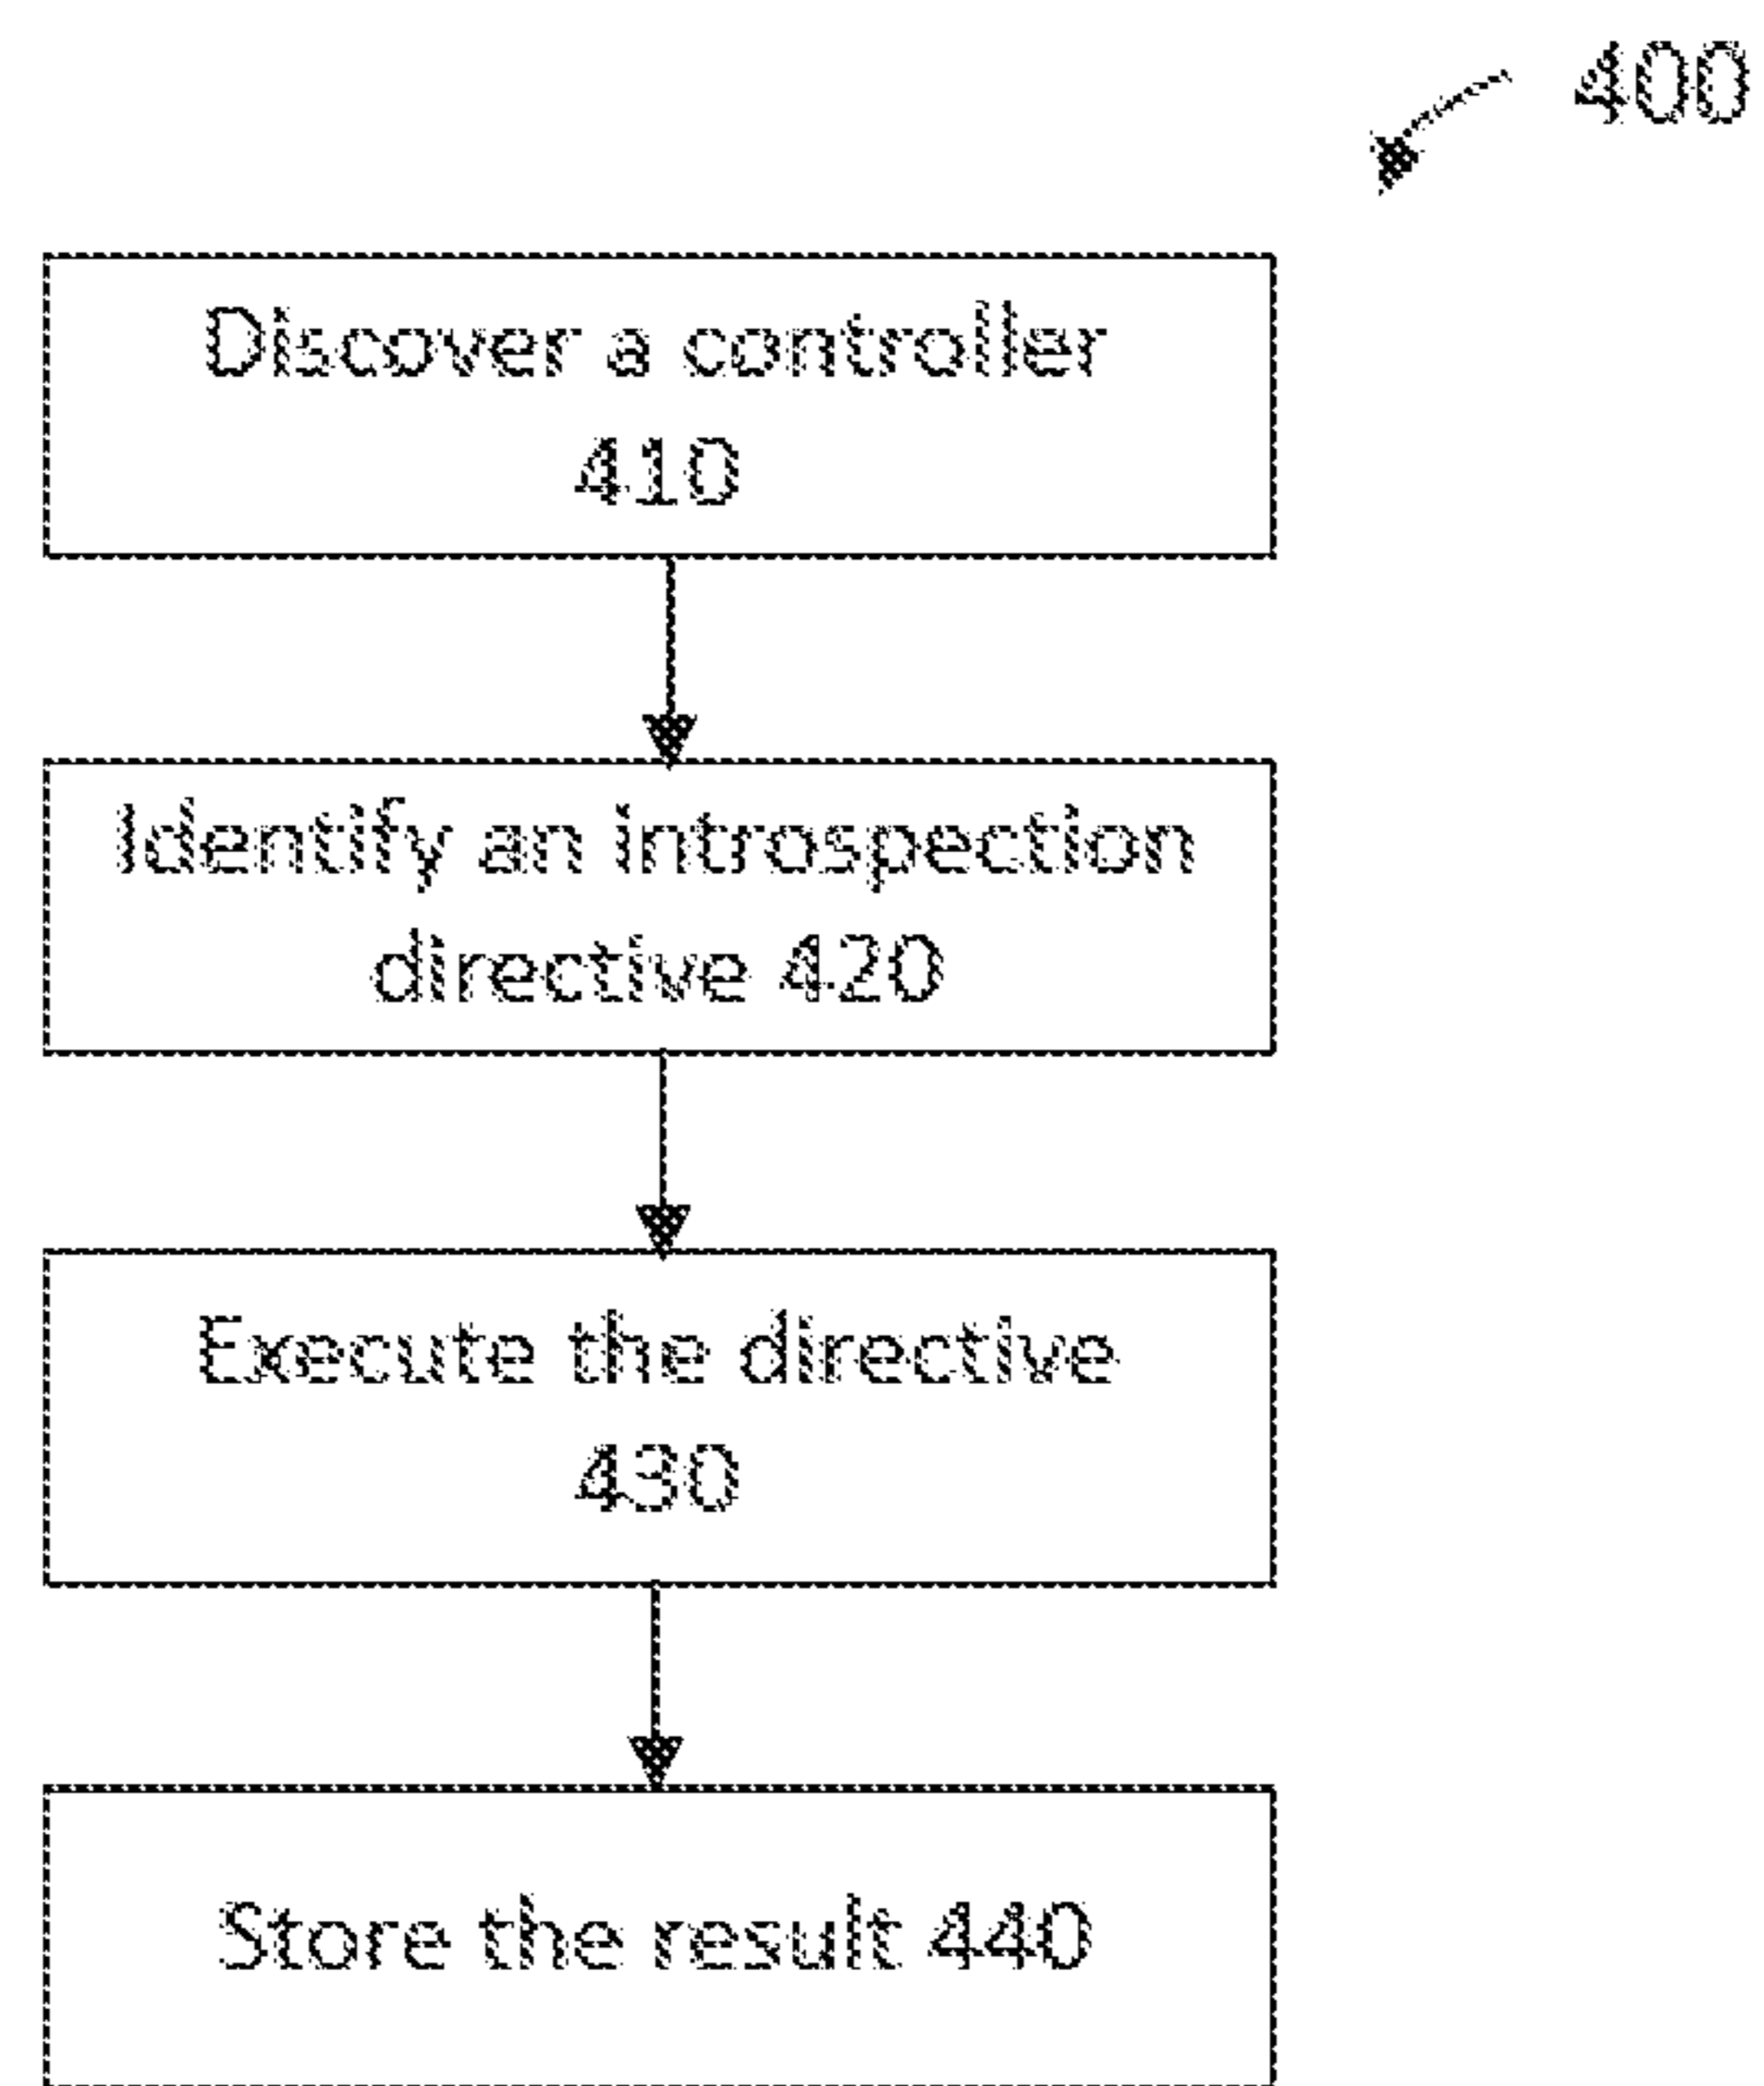 400
Discover a controller
410
Identify an introspection
directive 420
Execute the directive
430
Store the result 440